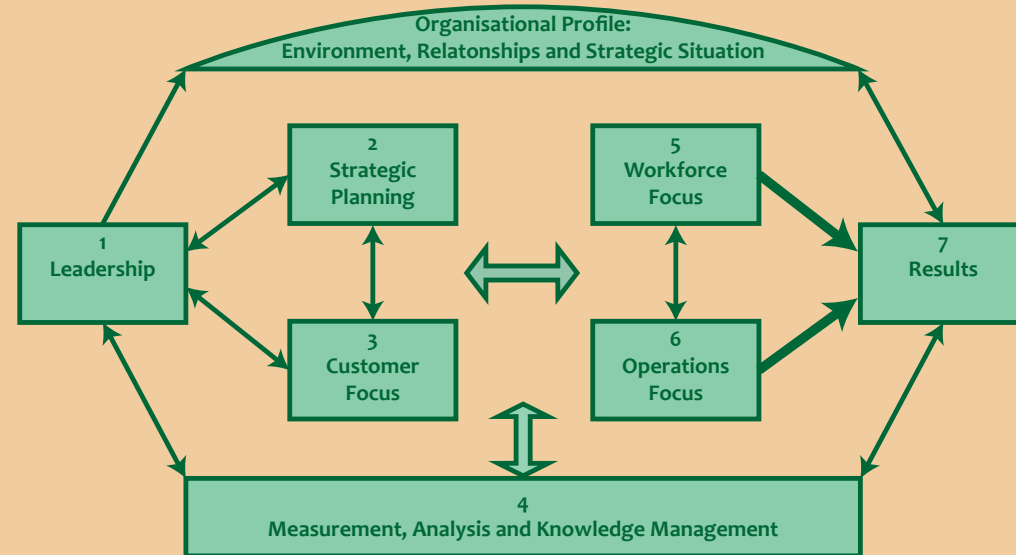 Organisational Profile:
Environment, Relatonships and Strategic Situation
2
Strategic
Planning
5
Workforce
Focus
1
Leadership
7
Results
3
Customer
Focus
6
Operations
Focus
4
Measurement, Analysis and Knowledge Management